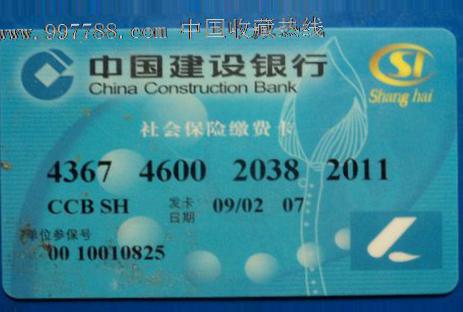 www.997788.com 中国收藏热线
中国建设银行
China Construction Bank
SI
Shang hai
社会保险缴费卡
4367 4600 2038 2011
CCB SH 发卡日期 09/02 07
单位参保号
00 10010825